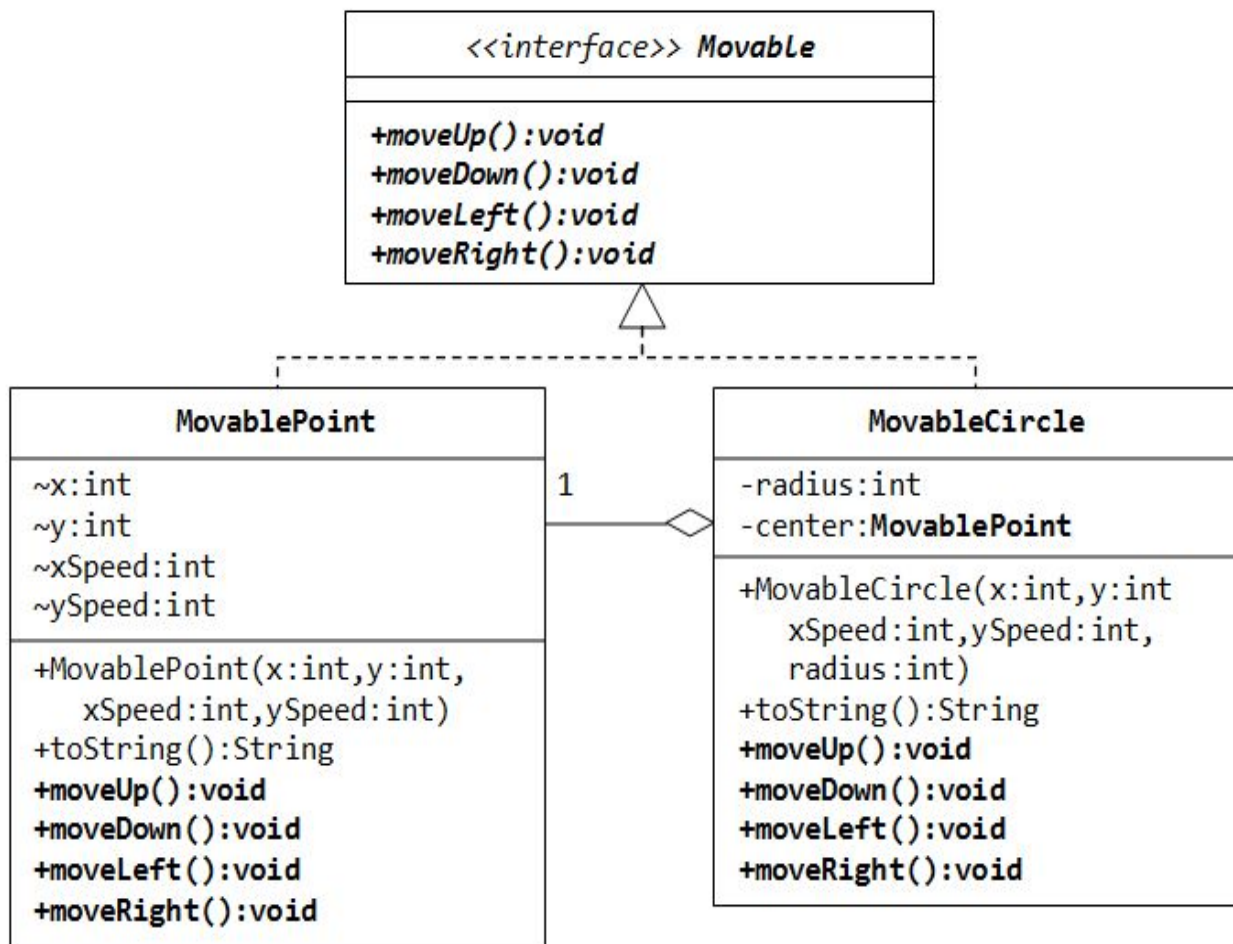 <<interface>> Movable
+moveUp():void
+moveDown():void
+moveLeft():void
+moveRight():void
MovablePoint
~x:int
~y:int
~xSpeed:int
~ySpeed:int
+MovablePoint(x:int,y:int,
xSpeed:int,ySpeed:int)
+toString():String
+moveUp():void
+moveDown():void
+moveLeft():void
+moveRight():void
1
MovableCircle
-radius:int
-center:MovablePoint
+MovableCircle(x:int,y:int
xSpeed:int,ySpeed:int,
radius:int)
+toString():String
+moveUp():void
+moveDown():void
+moveLeft():void
+moveRight():void